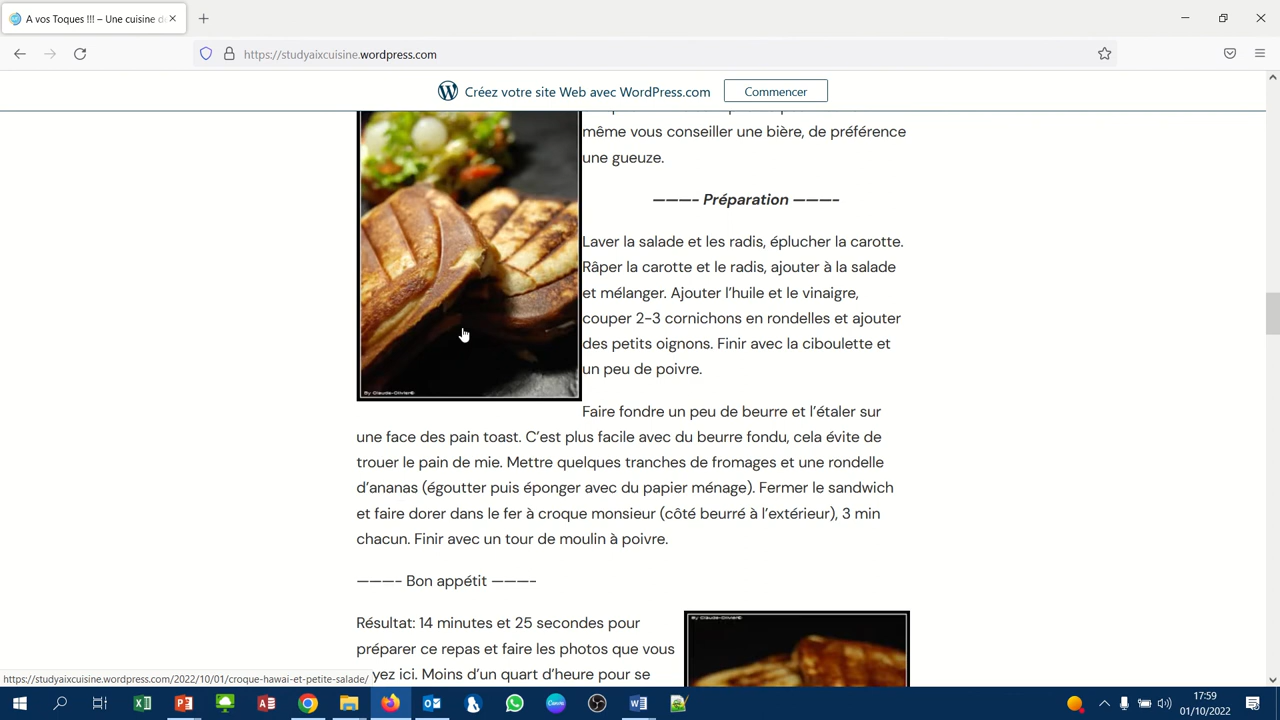 A vos Toques !!! – Une cuisine d
https://studyaixcuisine.wordpress.com
Créez votre site Web avec WordPress.com
Commencer
même vous conseiller une bière, de préférence
une gueuze.
———- Préparation ———-
Laver la salade et les radis, éplucher la carotte.
Râper la carotte et le radis, ajouter à la salade
et mélanger. Ajouter l’huile et le vinaigre,
couper 2-3 cornichons en rondelles et ajouter
des petits oignons. Finir avec la ciboulette et
un peu de poivre.
By Claude-Olivier©
Faire fondre un peu de beurre et l’étaler sur
une face des pain toast. C’est plus facile avec du beurre fondu, cela évite de
trouer le pain de mie. Mettre quelques tranches de fromages et une rondelle
d’ananas (égoutter puis éponger avec du papier ménage). Fermer le sandwich
et faire dorer dans le fer à croque monsieur (côté beurré à l’extérieur), 3 min
chacun. Finir avec un tour de moulin à poivre.
———- Bon appétit ———-
Résultat: 14 minutes et 25 secondes pour
préparer ce repas et faire les photos que vous
yez ici. Moins d’un quart d’heure pour se
By Claude-Olivier©
https://studyaixcuisine.wordpress.com/2022/10/01/croque-hawai-et-petite-salade/
17:59
01/10/2022